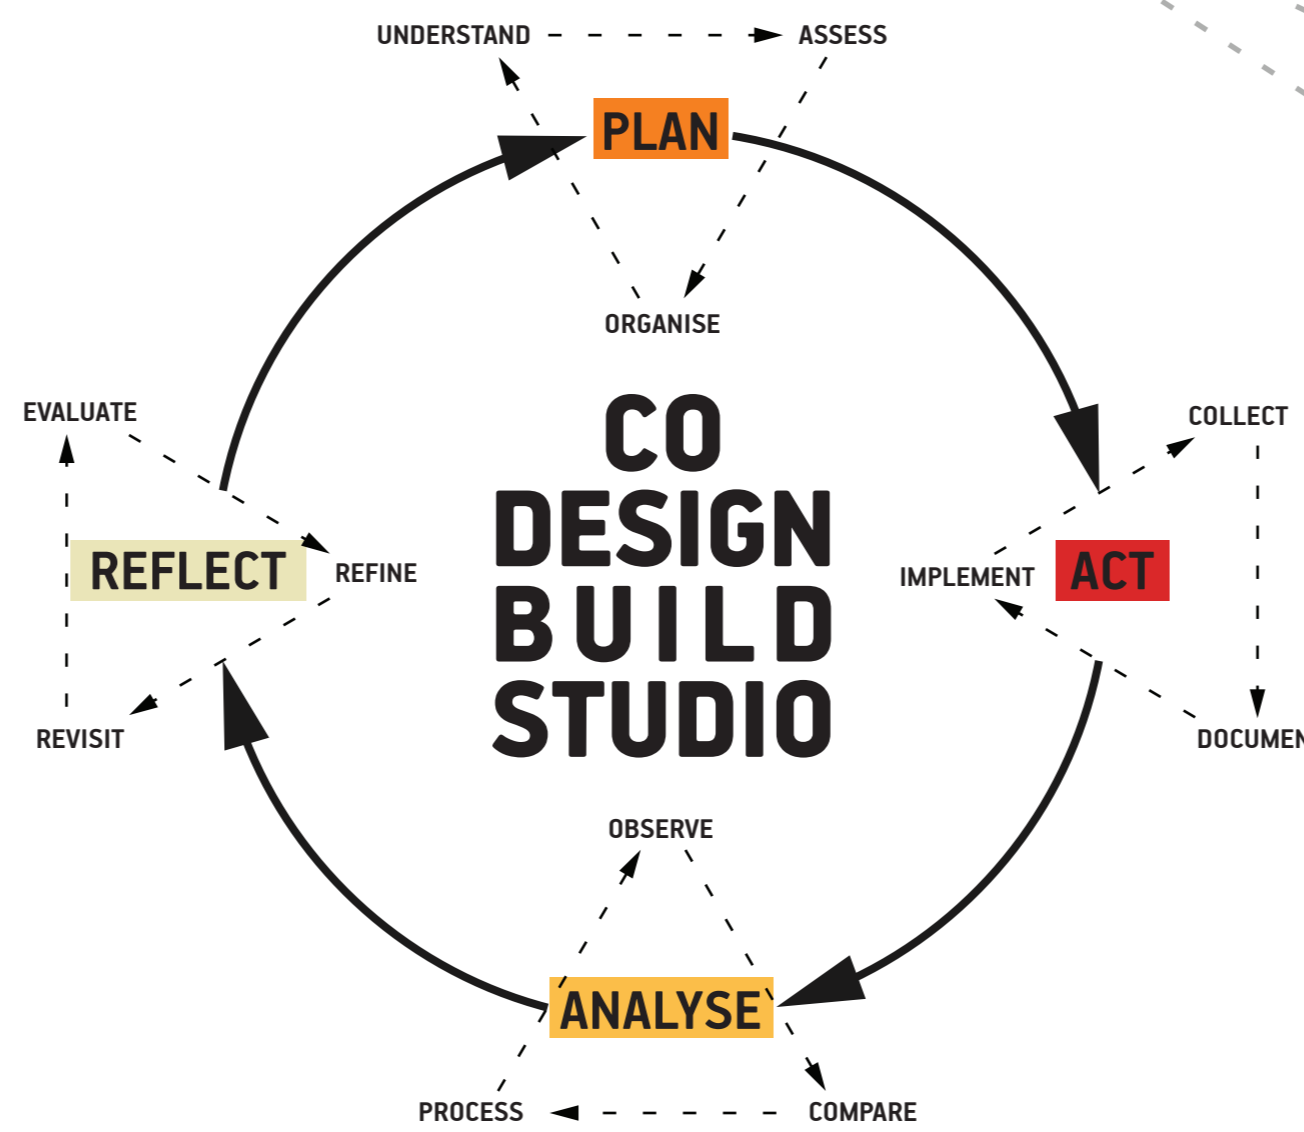 UNDERSTAND
ASSESS
PLAN
ORGANISE
EVALUATE
COLLECT
CO
DESIGN
BUILD
STUDIO
REFLECT
REFINE
IMPLEMENT
ACT
REVISIT
DOCUMEN
OBSERVE
ANALYSE
PROCESS
COMPARE